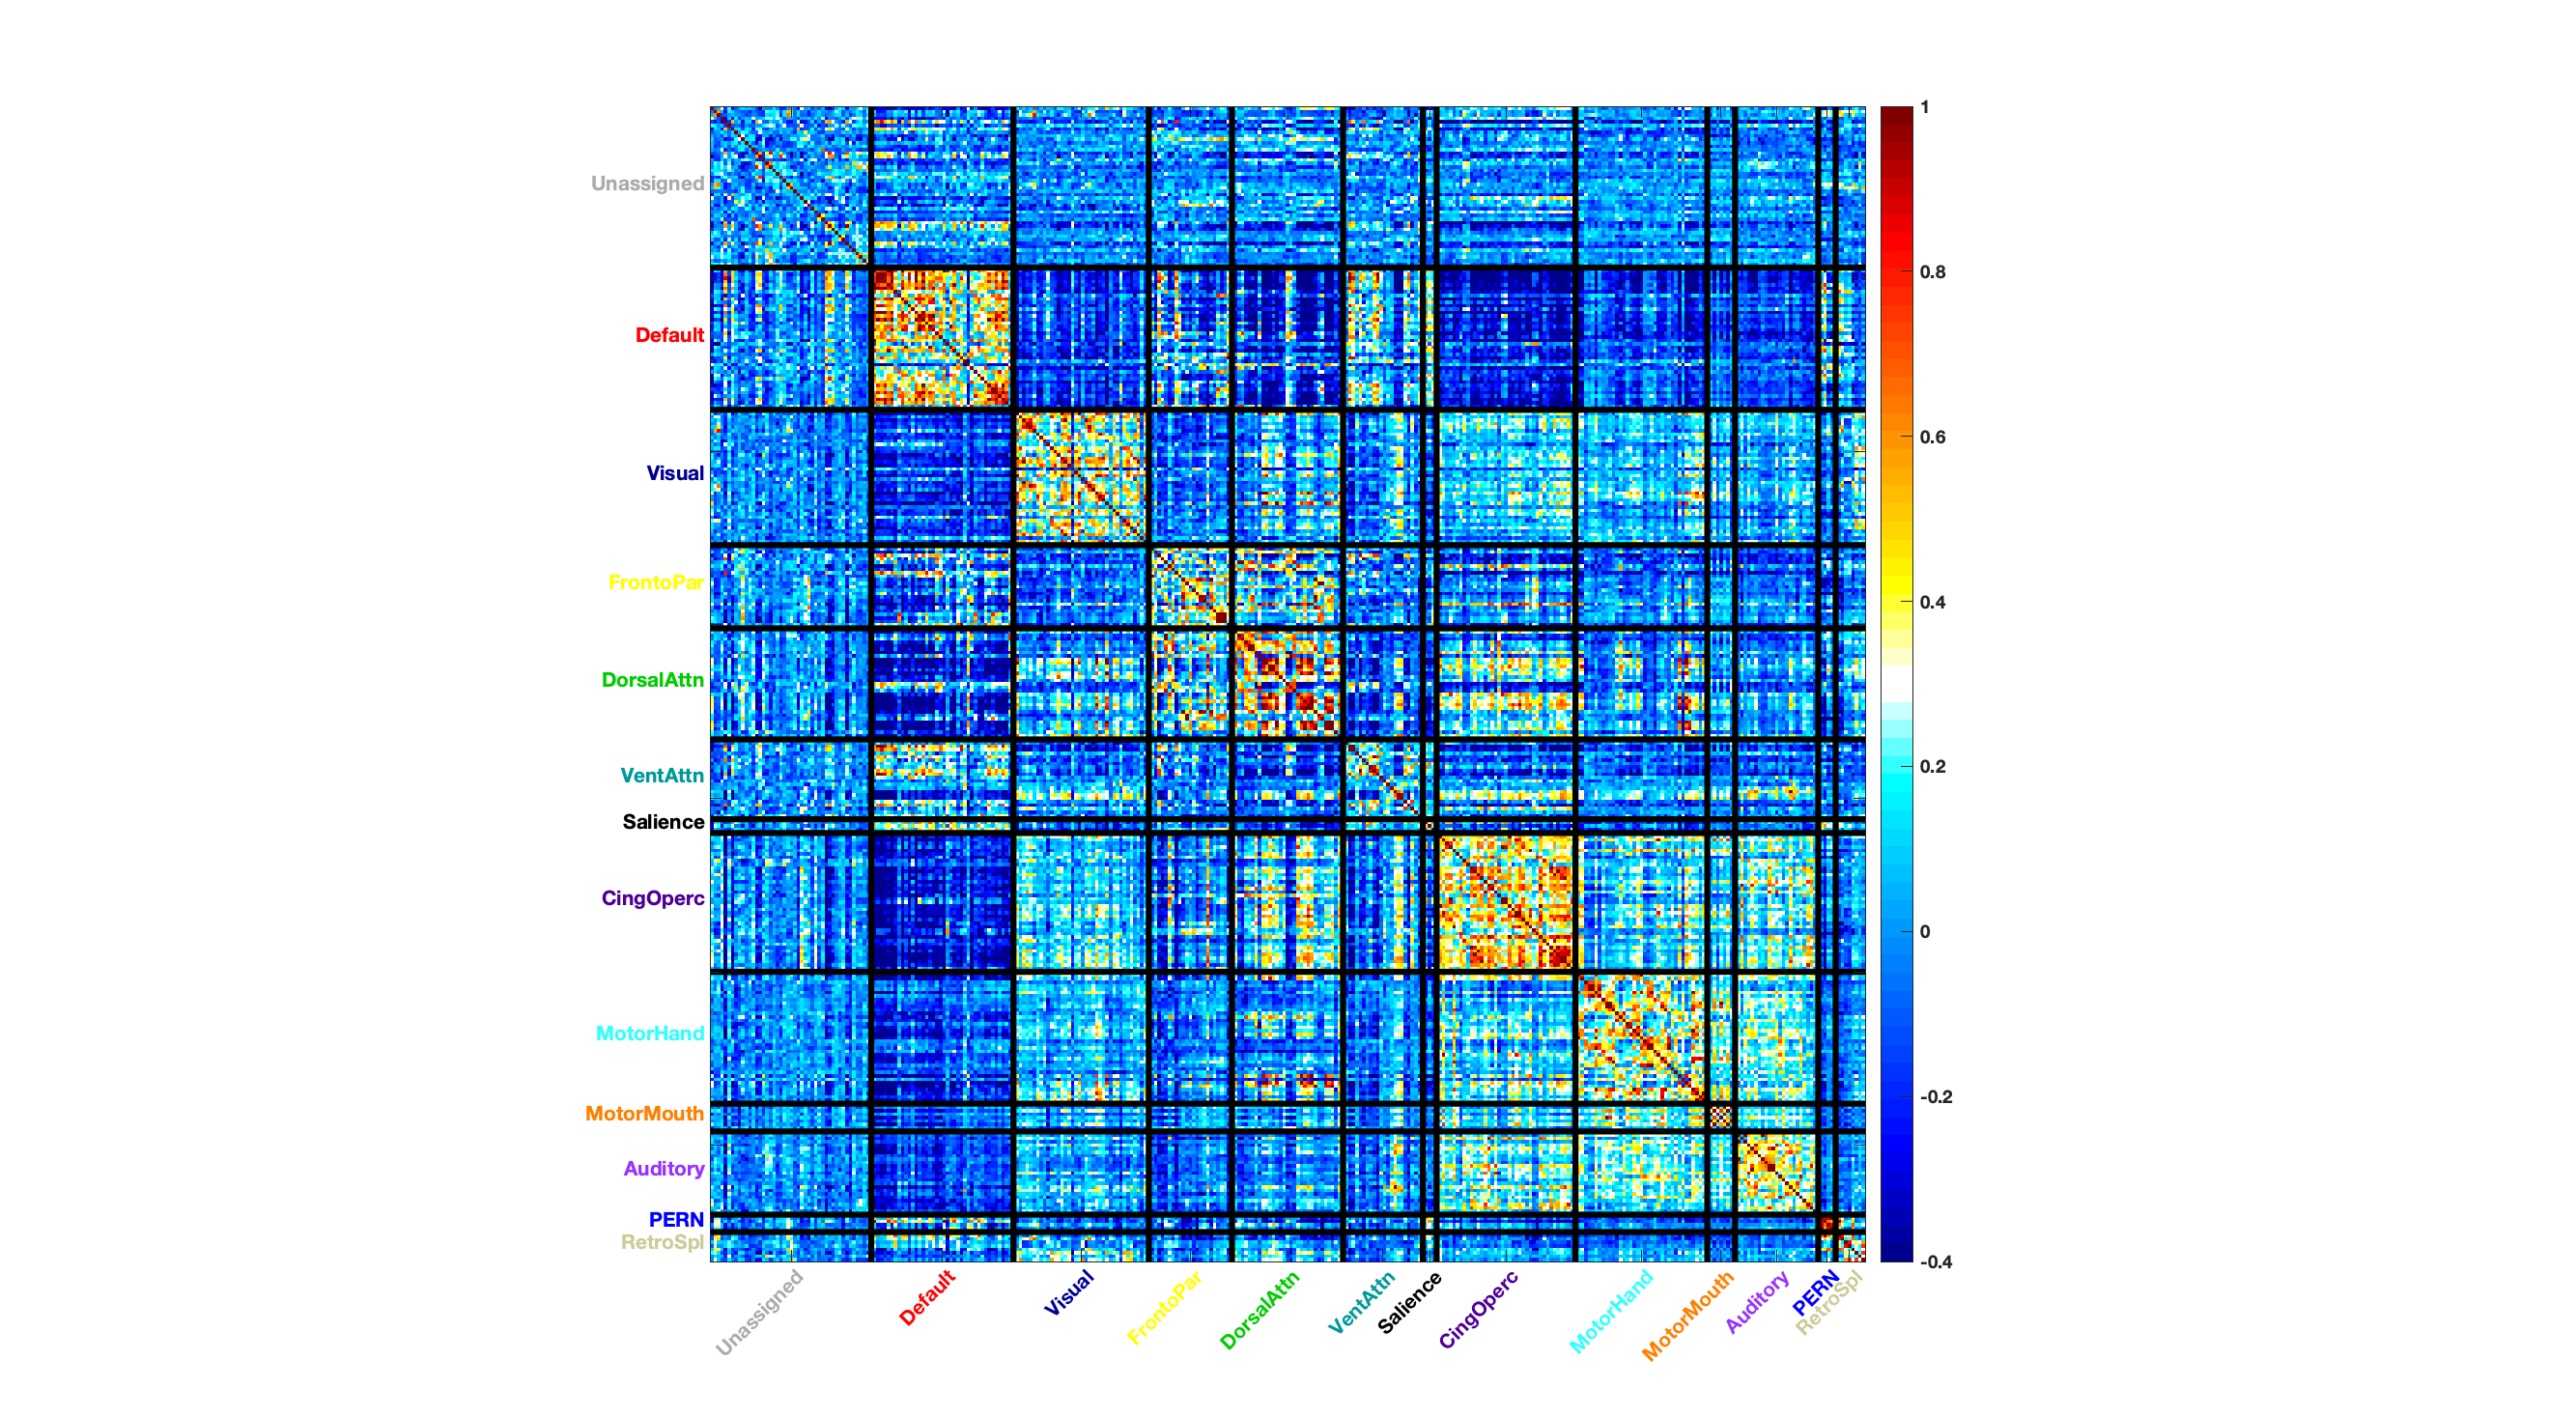 Unassigned
Default
Visual
FrontoPar
DorsalAttn
VentAttn
Salience
CingOperc
MotorHand
MotorMouth
Auditory
PERN
RetroSpl
Unassigned
Default
Visual
FrontoPar
DorsalAttn
VentAttn
Salience
CingOperc
MotorHand
MotorMouth
Auditory
PERN
RetroSpl
1
0.8
0.6
0.4
0.2
0
-0.2
-0.4